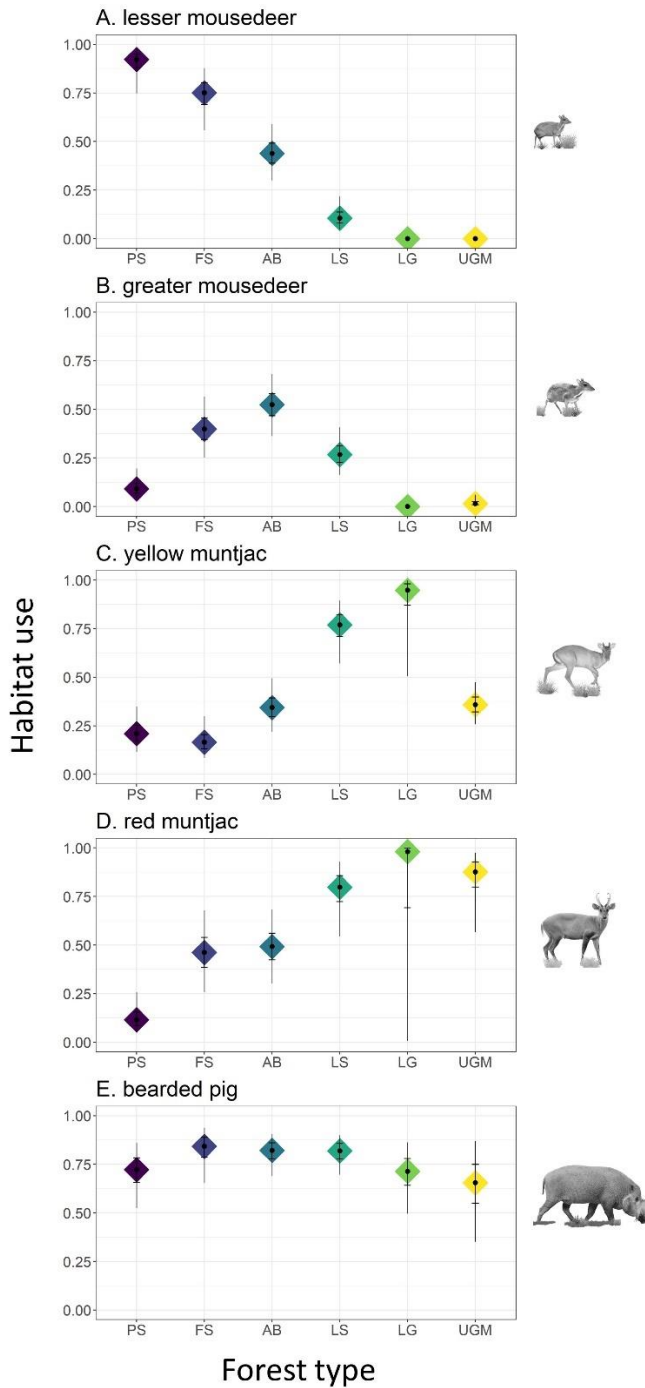 A. lesser mousedeer
1.00
0.75
0.50
0.25
0.00
PS FS AB LS LG UGM
B. greater mousedeer
1.00
0.75
0.50
0.25
0.00
PS FS AB LS LG UGM
C. yellow muntjac
1.00
0.75
0.50
0.25
0.00
PS FS AB LS LG UGM
D. red muntjac
1.00
0.75
0.50
0.25
0.00
PS FS AB LS LG UGM
E. bearded pig
1.00
0.75
0.50
0.25
0.00
PS FS AB LS LG UGM
Habitat use
Forest type